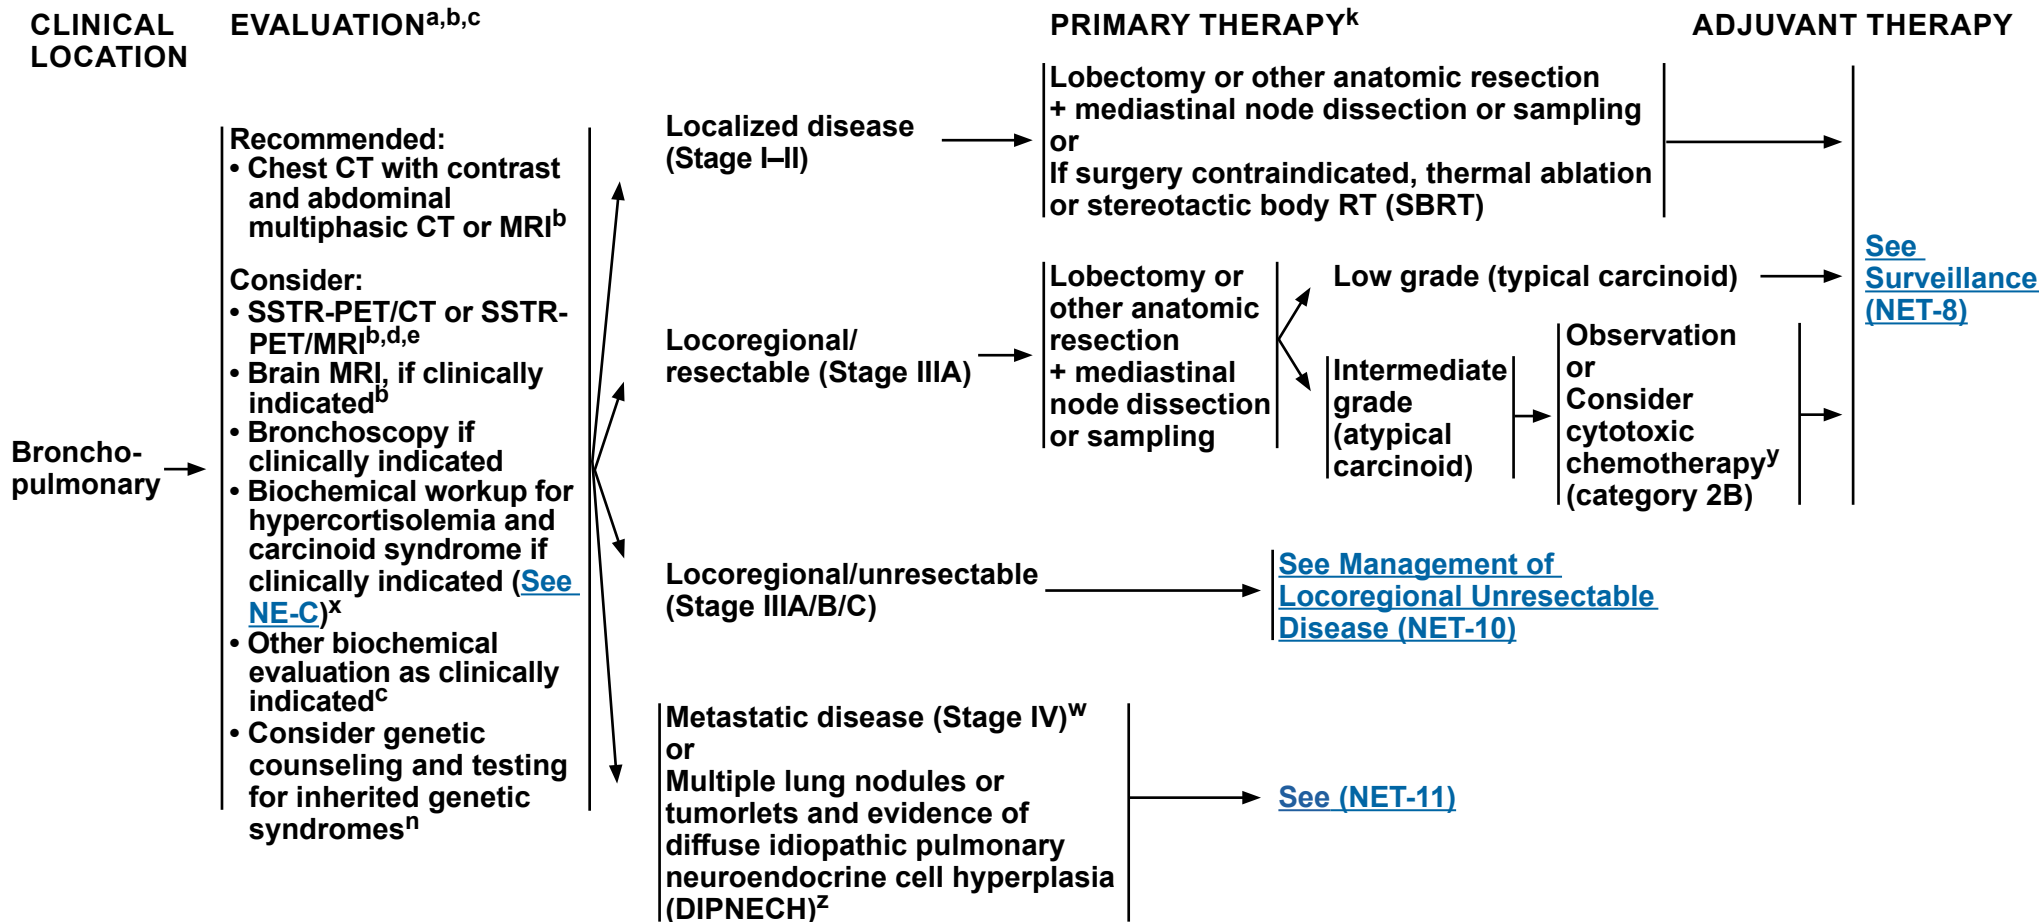 CLINICAL
LOCATION
EVALUATIONa,b,c
PRIMARY THERAPYk
ADJUVANT THERAPY
Broncho-
pulmonary
Recommended:
• Chest CT with contrast
and abdominal
multiphasic CT or MRIb
Consider:
• SSTR-PET/CT or SSTR-
PET/MRIb,d,e
• Brain MRI, if clinically
indicatedb
• Bronchoscopy if
clinically indicated
• Biochemical workup for
hypercortisolemia and
carcinoid syndrome if
clinically indicated (See
NE-C)x
• Other biochemical
evaluation as clinically
indicatedc
• Consider genetic
counseling and testing
for inherited genetic
syndromesn
Localized disease
(Stage I–II)
Lobectomy or other anatomic resection
+ mediastinal node dissection or sampling
or
If surgery contraindicated, thermal ablation
or stereotactic body RT (SBRT)
Locoregional/
resectable (Stage IIIA)
Lobectomy or
other anatomic
resection
+ mediastinal
node dissection
or sampling
Low grade (typical carcinoid)
Intermediate
grade
(atypical
carcinoid)
Observation
or
Consider
cytotoxic
chemotherapyy
(category 2B)
See
Surveillance
(NET-8)
Locoregional/unresectable
(Stage IIIA/B/C)
See Management of
Locoregional Unresectable
Disease (NET-10)
Metastatic disease (Stage IV)w
or
Multiple lung nodules or
tumorlets and evidence of
diffuse idiopathic pulmonary
neuroendocrine cell hyperplasia
(DIPNECH)z
See (NET-11)